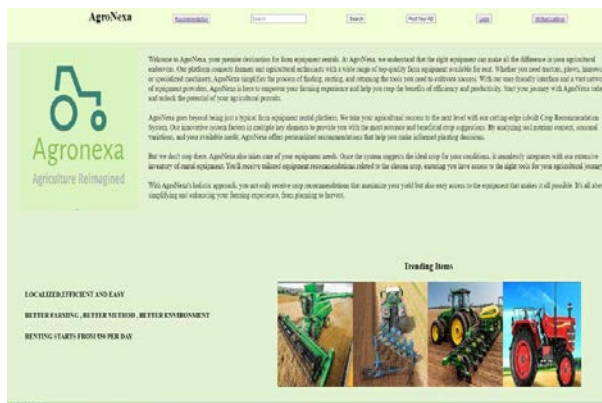 AgroNexa
Recommendation
Search
Search
Post Your AD
Login
Welcome to AgroNexa, your premier destination for farm equipment rentals. At AgroNexa, we understand that the right equipment can make all the difference in your agricultural
endeavors. Our platform connects farmers and agricultural enthusiasts with a wide range of top-quality farm equipment available for rent. Whether you need tractors, plows, harvesters,
or specialized machinery, AgroNexa simplifies the process of finding, renting, and returning the tools you need to cultivate success. With our user-friendly interface and a vast network
of equipment providers, AgroNexa is here to empower your farming experience and help you reap the benefits of efficiency and productivity. Start your journey with AgroNexa today
and unlock the potential of your agricultural pursuits.
AgroNexa goes beyond being just a typical farm equipment rental platform. We take your agricultural success to the next level with our cutting-edge inbuilt Crop Recommendation
System. Our innovative system factors in multiple key elements to provide you with the most accurate and beneficial crop suggestions. By analyzing soil nutrient content, seasonal
variations, and your available credit, AgroNexa offers personalized recommendations that help you make informed planting decisions.
But we don't stop there. AgroNexa also takes care of your equipment needs. Once the system suggests the ideal crop for your conditions, it seamlessly integrates with our extensive
inventory of rental equipment. You'll receive tailored equipment recommendations related to the chosen crop, ensuring you have access to the right tools for your agricultural journey.
With AgroNexa's holistic approach, you not only receive crop recommendations that maximize your yield but also easy access to the equipment that makes it all possible. It's all about
simplifying and enhancing your farming experience, from planning to harvest.
Agronexa
Agriculture Reimagined
Trending Items
LOCALIZED,EFFICIENT AND EASY
BETTER FARMING , BETTER METHOD , BETTER ENVIRONMENT
RENTING STARTS FROM ₹50 PER DAY